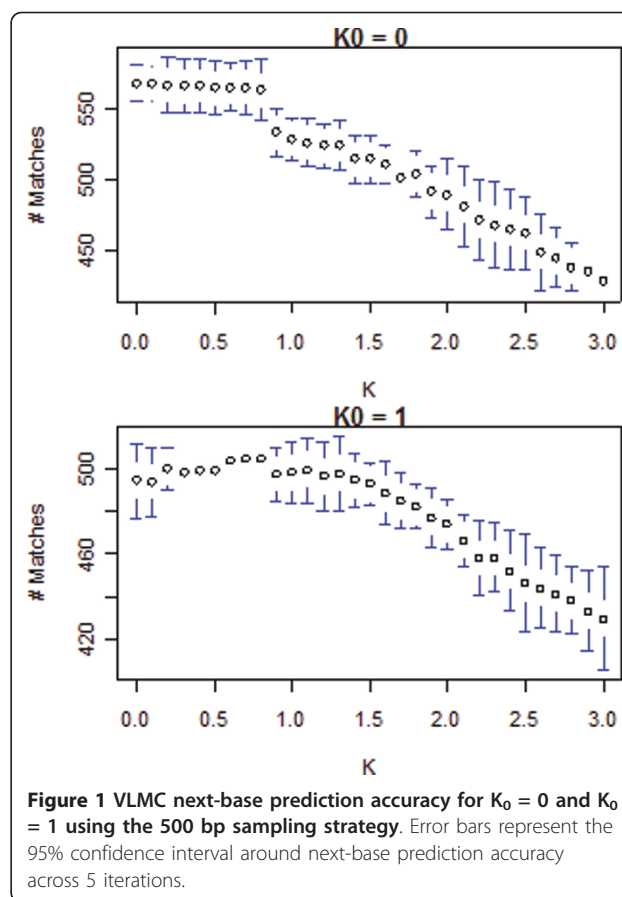 K0 = 0
# Matches
550
500
450
0.0 0.5 1.0 1.5 2.0 2.5 3.0
K
K0 = 1
# Matches
500
460
420
0.0 0.5 1.0 1.5 2.0 2.5 3.0
K
Figure 1 VLMC next-base prediction accuracy for K₀ = 0 and K₀
= 1 using the 500 bp sampling strategy. Error bars represent the
95% confidence interval around next-base prediction accuracy
across 5 iterations.